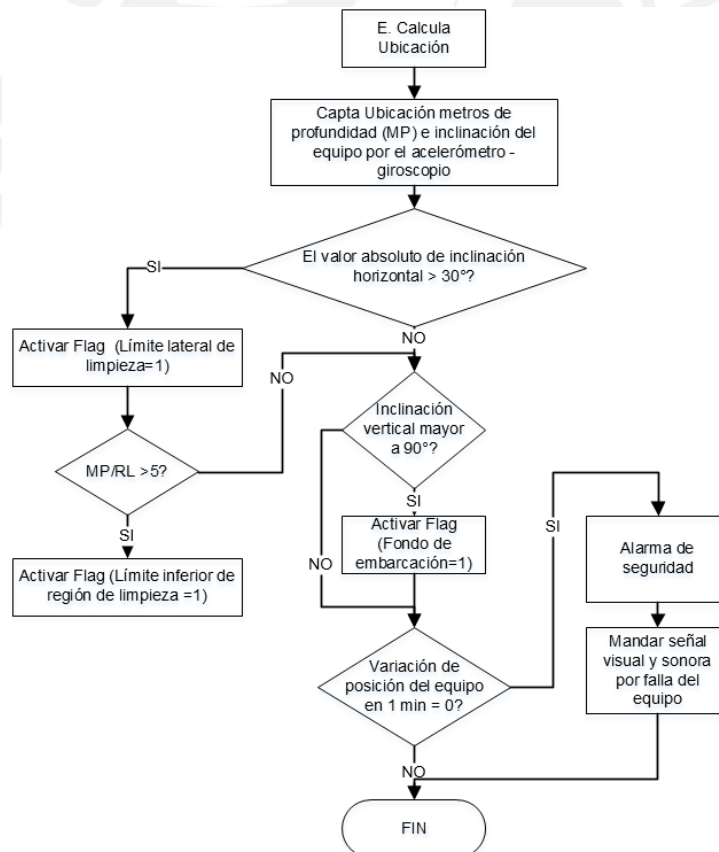 E. Calcula
Ubicación
Capta Ubicación metros de
profundidad (MP) e inclinación del
equipo por el acelerómetro -
giroscopio
El valor absoluto de inclinación
horizontal > 30°?
SI
NO
Activar Flag (Límite lateral de
limpieza=1)
NO
MP/RL >5?
SI
Activar Flag (Límite inferior de
región de limpieza =1)
Inclinación
vertical mayor
a 90°?
SI
NO
Activar Flag
(Fondo de
embarcación=1)
Variación de
posición del equipo
en 1 min = 0?
SI
NO
Alarma de
seguridad
Mandar señal
visual y sonora
por falla del
equipo
FIN